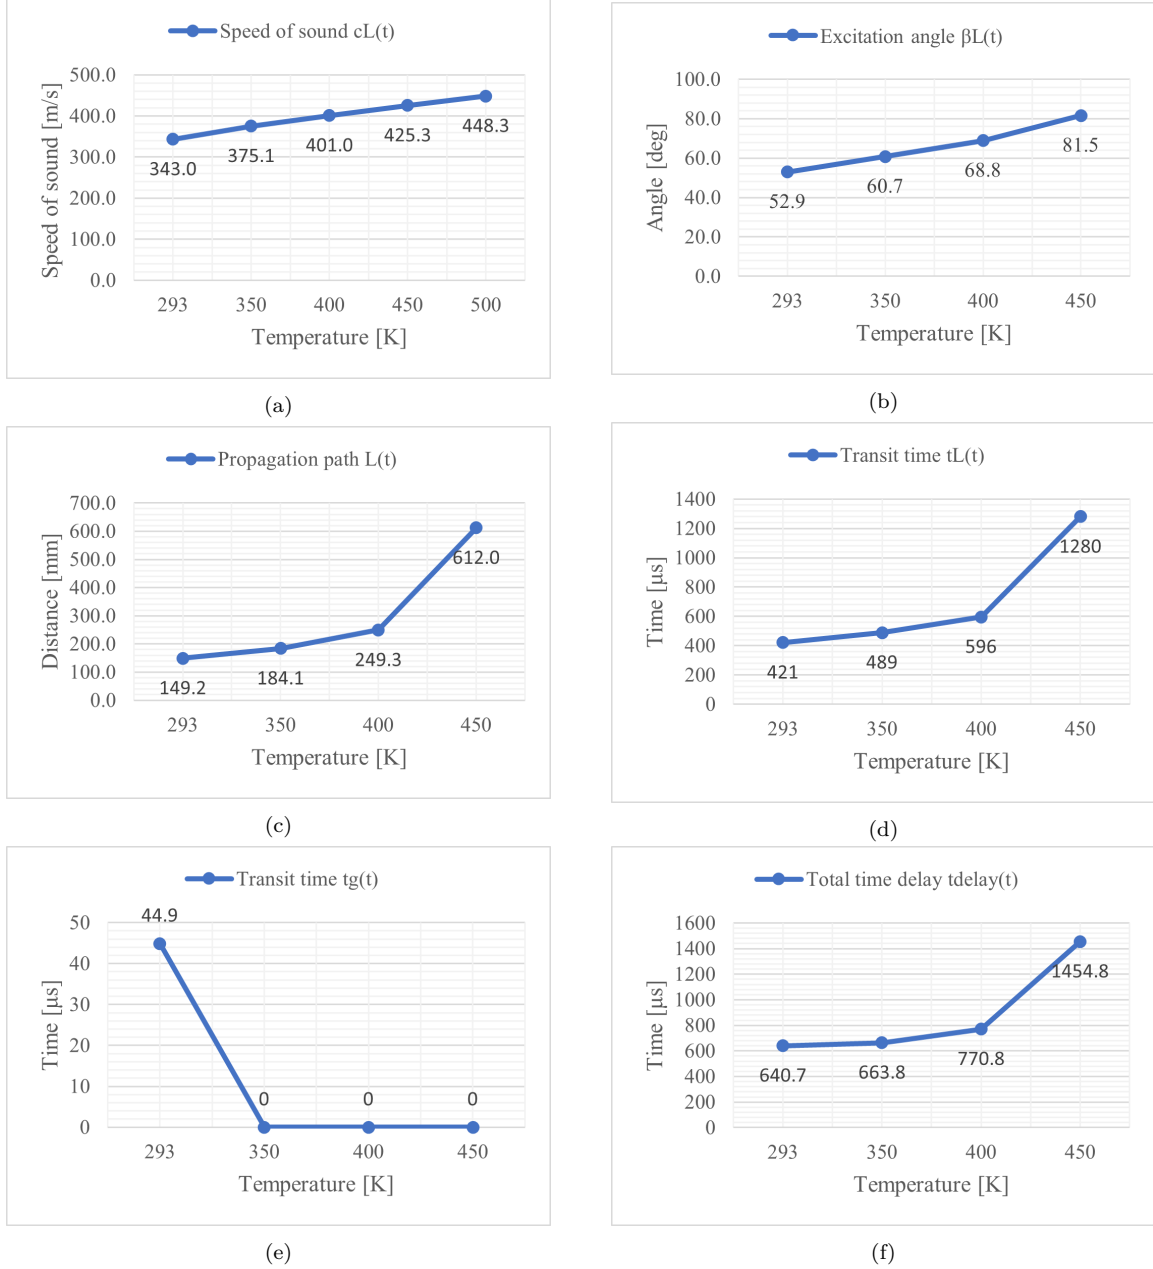 Speed of sound cL(t)
Speed of sound [m/s]
500.0
400.0
300.0
200.0
100.0
0.0
343.0
375.1
401.0
425.3
448.3
293 350 400 450 500
Temperature [K]
(a)
Excitation angle βL(t)
Angle [deg]
100.0
80.0
60.0
40.0
20.0
0.0
52.9
60.7
68.8
81.5
293 350 400 450
Temperature [K]
(b)
Propagation path L(t)
Distance [mm]
700.0
600.0
500.0
400.0
300.0
200.0
100.0
0.0
149.2
184.1
249.3
612.0
293 350 400 450
Temperature [K]
(c)
Transit time tL(t)
Time [µs]
1400
1200
1000
800
600
400
200
0
421
489
596
1280
293 350 400 450
Temperature [K]
(d)
Transit time tg(t)
Time [µs]
50
40
30
20
10
0
44.9
0
0
0
293 350 400 450
Temperature [K]
(e)
Total time delay tdelay(t)
Time [µs]
1600
1400
1200
1000
800
600
400
200
0
640.7
663.8
770.8
1454.8
293 350 400 450
Temperature [K]
(f)